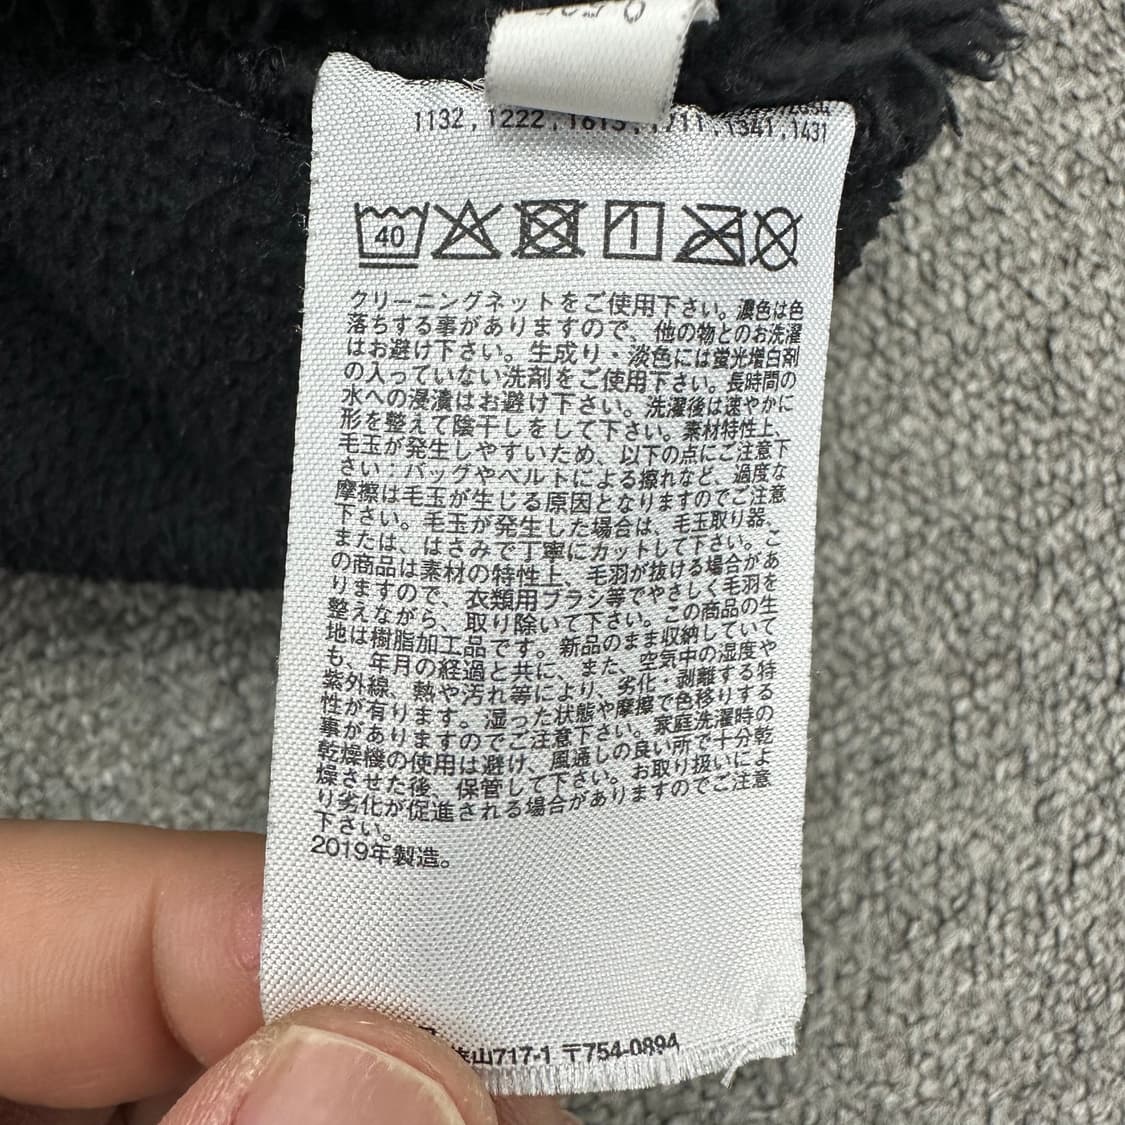 1132 , 1222 , 1613 , 1711 , 1341 , 1431
40
クリーニングネットをご使用下さい。濃色は色
落ちする事がありますので、他の物とのお洗濯
はお避け下さい。生成り・淡色には蛍光増白剤
の入っていない洗剤をご使用下さい。長時間の
水への浸漬はお避け下さい。洗濯後は速やかに
形を整えて陰干しをして下さい。素材特性上、
毛玉が発生しやすいため、以下の点にご注意下
さい：バッグやベルトによる擦れなど、過度な
摩擦は毛玉が生じる原因となりますのでご注意
下さい。毛玉が発生した場合は、毛玉取り器、
または、はさみで丁寧にカットして下さい。こ
の商品は素材の特性上、毛羽が抜ける場合があ
りますので、衣類用ブラシ等でやさしく毛羽を
整えながら、取り除いて下さい。この商品の生
地は樹脂加工品です。新品のまま収納していて
も、年月の経過と共に、また、空気中の湿度や
紫外線、熱や汚れ等により、劣化・剥離する特
性が有ります。湿った状態や摩擦で色移りする
事がありますのでご注意下さい。家庭洗濯時の
乾燥機の使用は避け、風通しの良い所で十分乾
燥させた後、保管して下さい。お取り扱いによ
り劣化が促進される場合がありますのでご注意
下さい。
2019年製造。
山717-1 〒754-0894